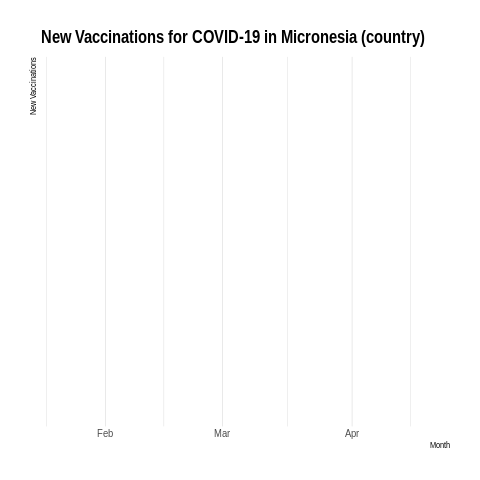 New Vaccinations for COVID-19 in Micronesia (country)
New Vaccinations
Feb Mar Apr
Month